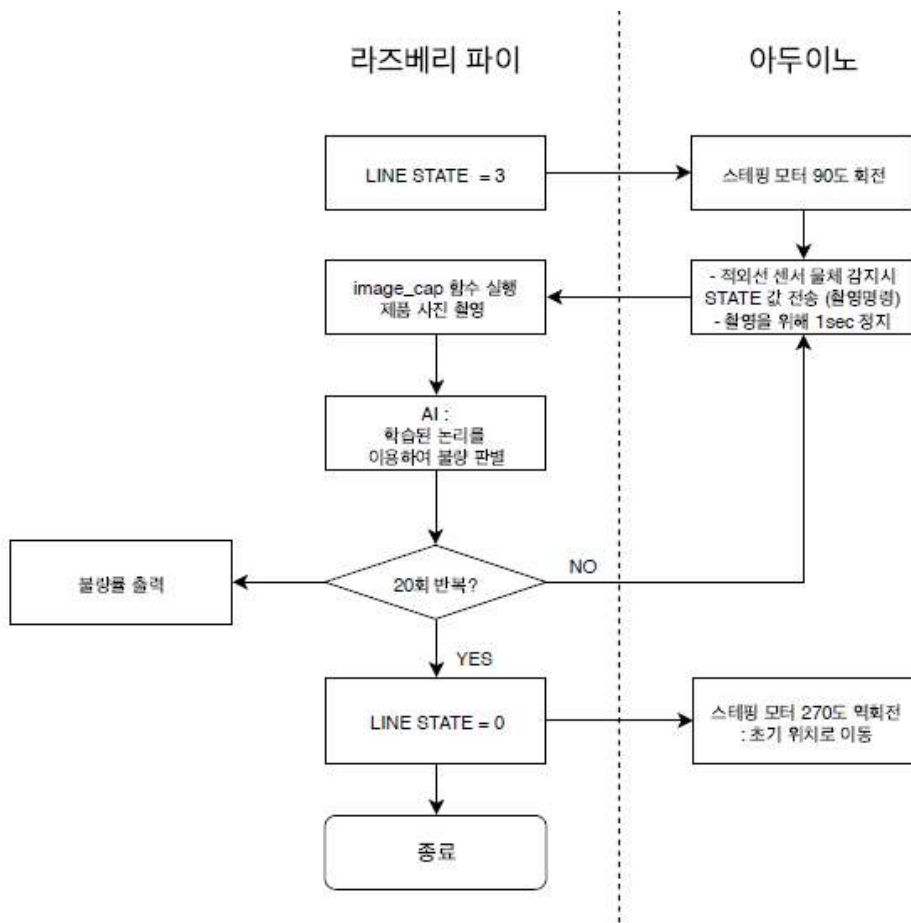 라즈베리 파이
아두이노
LINE STATE = 3
스테핑 모터 90도 회전
image_cap 함수 실행
제품 사진 촬영
- 적외선 센서 물체 감지시
STATE 값 전송 (촬영명령)
- 촬영을 위해 1sec 정지
AI :
학습된 논리를
이용하여 불량 판별
불량률 출력
20회 반복?
NO
YES
LINE STATE = 0
스테핑 모터 270도 역회전
: 초기 위치로 이동
종료